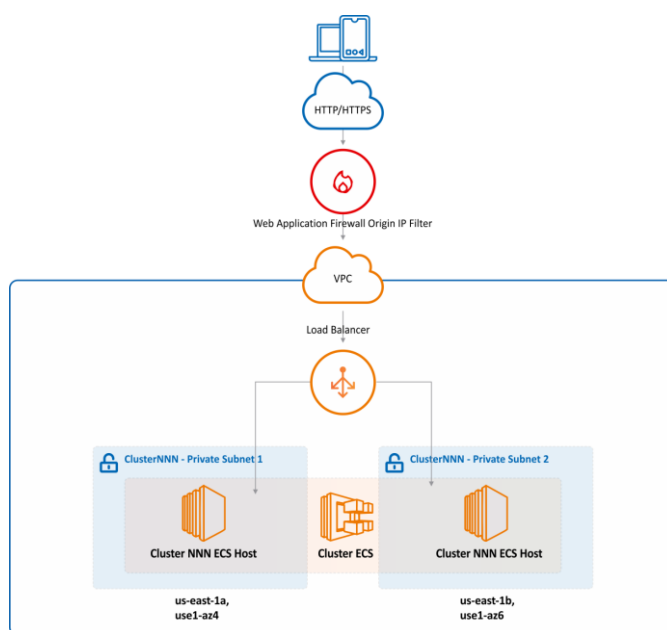 HTTP/HTTPS
Web Application Firewall Origin IP Filter
VPC
Load Balancer
ClusterNNN - Private Subnet 1
ClusterNNN - Private Subnet 2
Cluster NNN ECS Host
Cluster ECS
Cluster NNN ECS Host
us-east-1a,
use1-az4
us-east-1b,
use1-az6